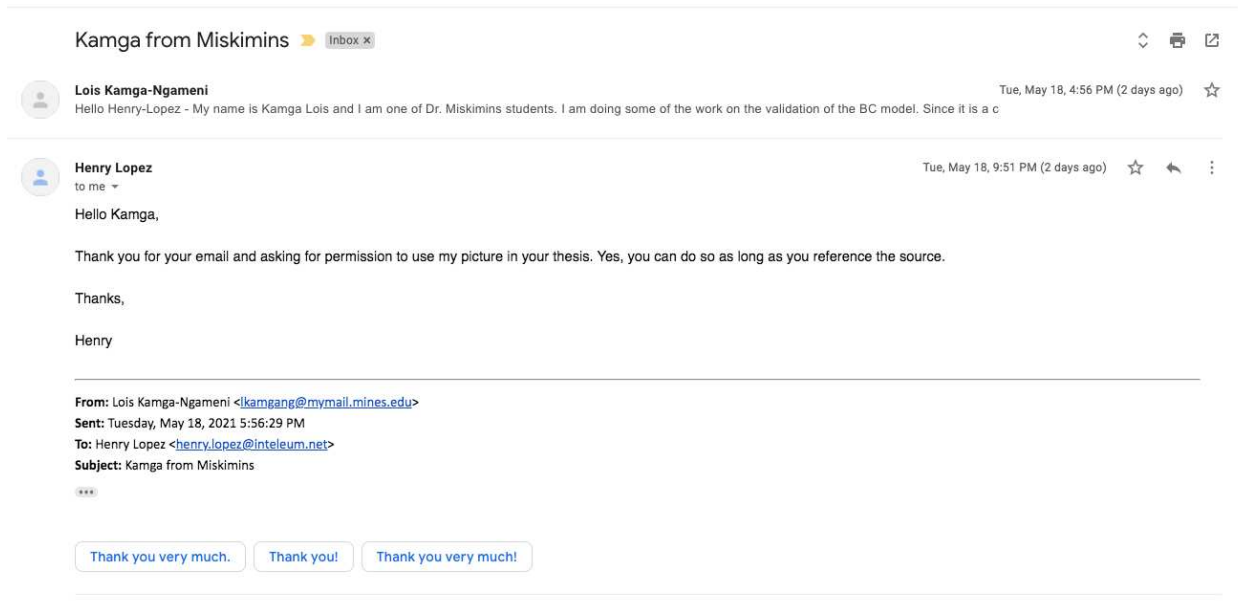 Kamga from Miskimins Inbox ×
Lois Kamga-Ngameni Tue, May 18, 4:56 PM (2 days ago)
Hello Henry-Lopez - My name is Kamga Lois and I am one of Dr. Miskimins students. I am doing some of the work on the validation of the BC model. Since it is a c
Henry Lopez Tue, May 18, 9:51 PM (2 days ago)
to me
Hello Kamga,
Thank you for your email and asking for permission to use my picture in your thesis. Yes, you can do so as long as you reference the source.
Thanks,
Henry
From: Lois Kamga-Ngameni <lkamgang@mymail.mines.edu>
Sent: Tuesday, May 18, 2021 5:56:29 PM
To: Henry Lopez <henry.lopez@inteleum.net>
Subject: Kamga from Miskimins
Thank you very much. Thank you! Thank you very much!